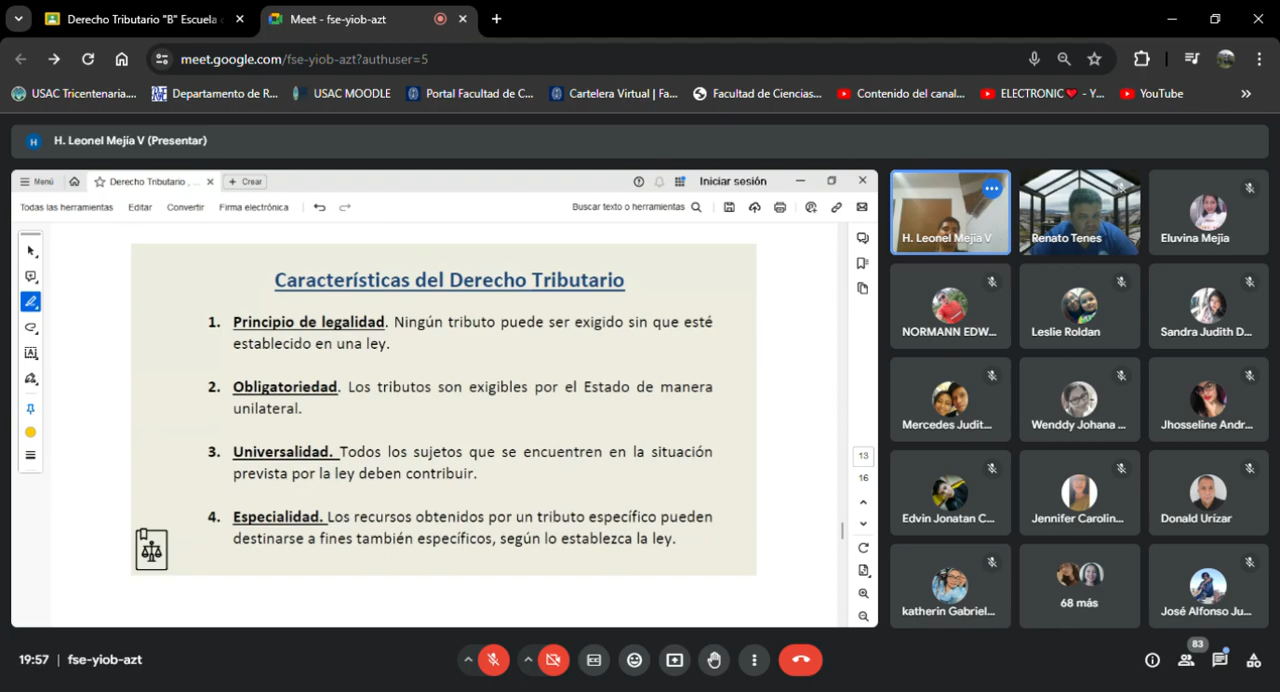 Derecho Tributario "B" Escuela
Meet - fse-yiob-azt
meet.google.com/fse-yiob-azt?authuser=5
USAC Tricentenaria....
Departamento de R...
USAC MOODLE
Portal Facultad de C...
Cartelera Virtual | Fa...
Facultad de Ciencias...
Contenido del canal...
ELECTRONIC❤ - Y...
YouTube
H
H. Leonel Mejía V (Presentar)
Menú
Derecho Tributario , ...
+ Crear
Iniciar sesión
Todas las herramientas
Editar
Convertir
Firma electrónica
Buscar texto o herramientas
Características del Derecho Tributario
1. Principio de legalidad. Ningún tributo puede ser exigido sin que esté
establecido en una ley.
2. Obligatoriedad. Los tributos son exigibles por el Estado de manera
unilateral.
3. Universalidad. Todos los sujetos que se encuentren en la situación
prevista por la ley deben contribuir.
4. Especialidad. Los recursos obtenidos por un tributo específico pueden
destinarse a fines también específicos, según lo establezca la ley.
13
16
H. Leonel Mejía V
Renato Tenes
Eluvina Mejía
NORMANN EDW...
Leslie Roldan
Sandra Judith D...
Mercedes Judit...
Wenddy Johana ...
Jhosseline Andr...
Edvin Jonatan C...
Jennifer Carolin...
Donald Urízar
katherin Gabriel...
68 más
José Alfonso Ju...
19:57 | fse-yiob-azt
83